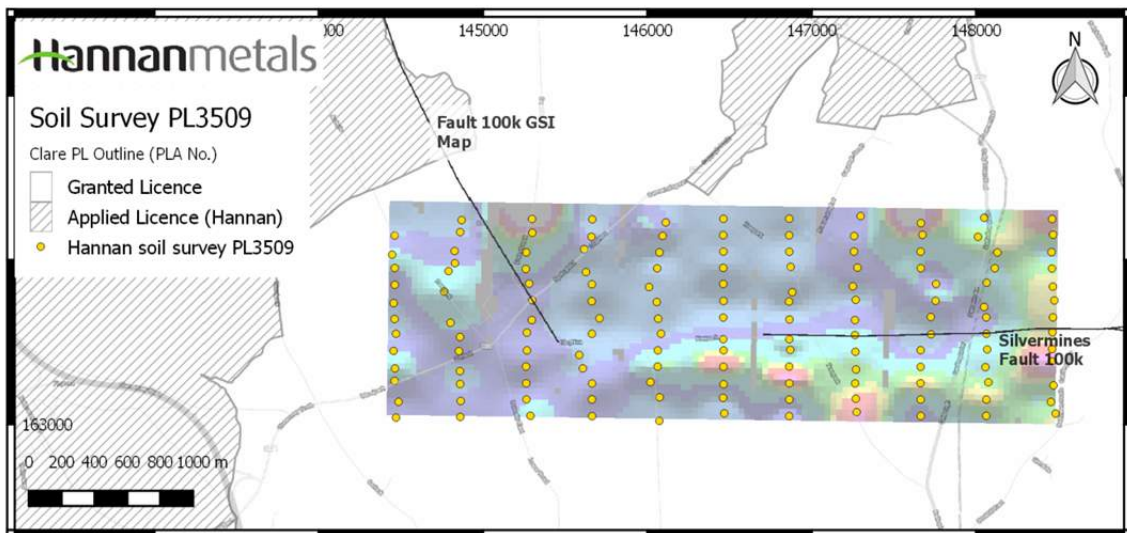 000
145000
146000
147000
148000
Hannanmetals
N
Soil Survey PL3509
Clare PL Outline (PLA No.)
Granted Licence
Applied Licence (Hannan)
Hannan soil survey PL3509
Fault 100k GSI
Map
Silvermines
Fault 100k
163000
0 200 400 600 800 1000 m